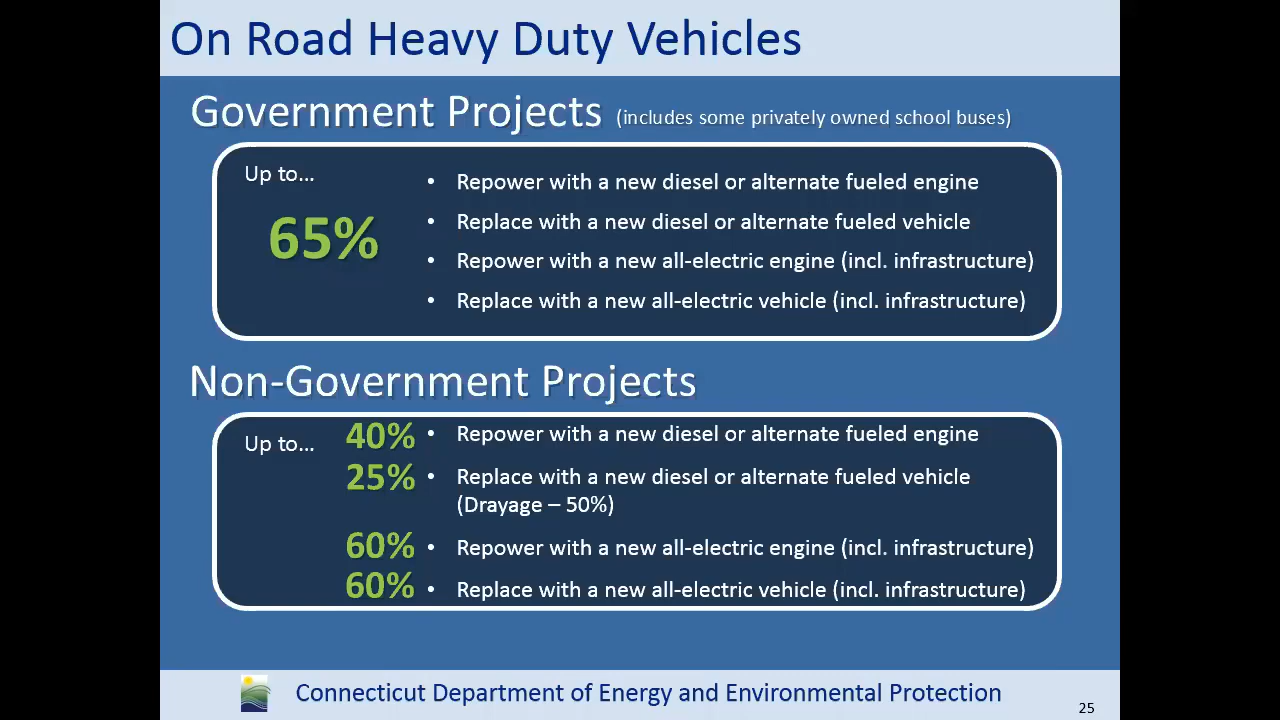 On Road Heavy Duty Vehicles
Government Projects (includes some privately owned school buses)
Up to...
65%
• Repower with a new diesel or alternate fueled engine
• Replace with a new diesel or alternate fueled vehicle
• Repower with a new all-electric engine (incl. infrastructure)
• Replace with a new all-electric vehicle (incl. infrastructure)
Non-Government Projects
Up to...
40% • Repower with a new diesel or alternate fueled engine
25% • Replace with a new diesel or alternate fueled vehicle
(Drayage – 50%)
60% • Repower with a new all-electric engine (incl. infrastructure)
60% • Replace with a new all-electric vehicle (incl. infrastructure)
Connecticut Department of Energy and Environmental Protection
25